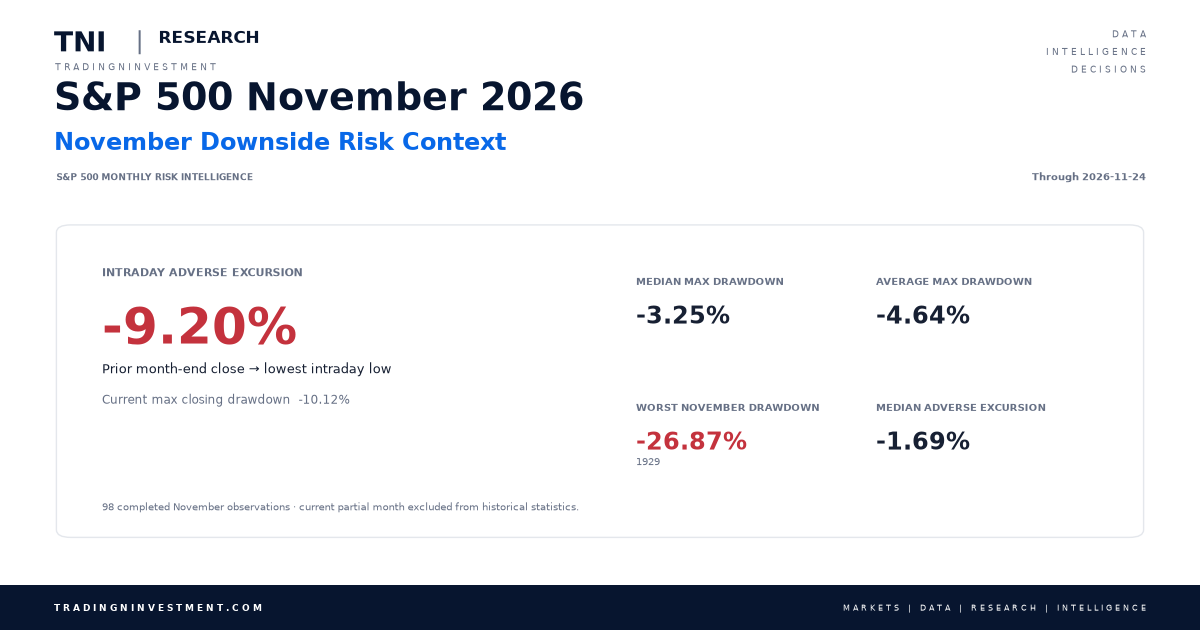 TNI | RESEARCH
TRADINGNINVESTMENT
DATA
INTELLIGENCE
DECISIONS
S&P 500 November 2026
November Downside Risk Context
S&P 500 MONTHLY RISK INTELLIGENCE
Through 2026-11-24
INTRADAY ADVERSE EXCURSION
-9.20%
Prior month-end close → lowest intraday low
Current max closing drawdown -10.12%
MEDIAN MAX DRAWDOWN
-3.25%
AVERAGE MAX DRAWDOWN
-4.64%
WORST NOVEMBER DRAWDOWN
-26.87%
1929
MEDIAN ADVERSE EXCURSION
-1.69%
98 completed November observations · current partial month excluded from historical statistics.
TRADINGNINVESTMENT.COM
MARKETS | DATA | RESEARCH | INTELLIGENCE